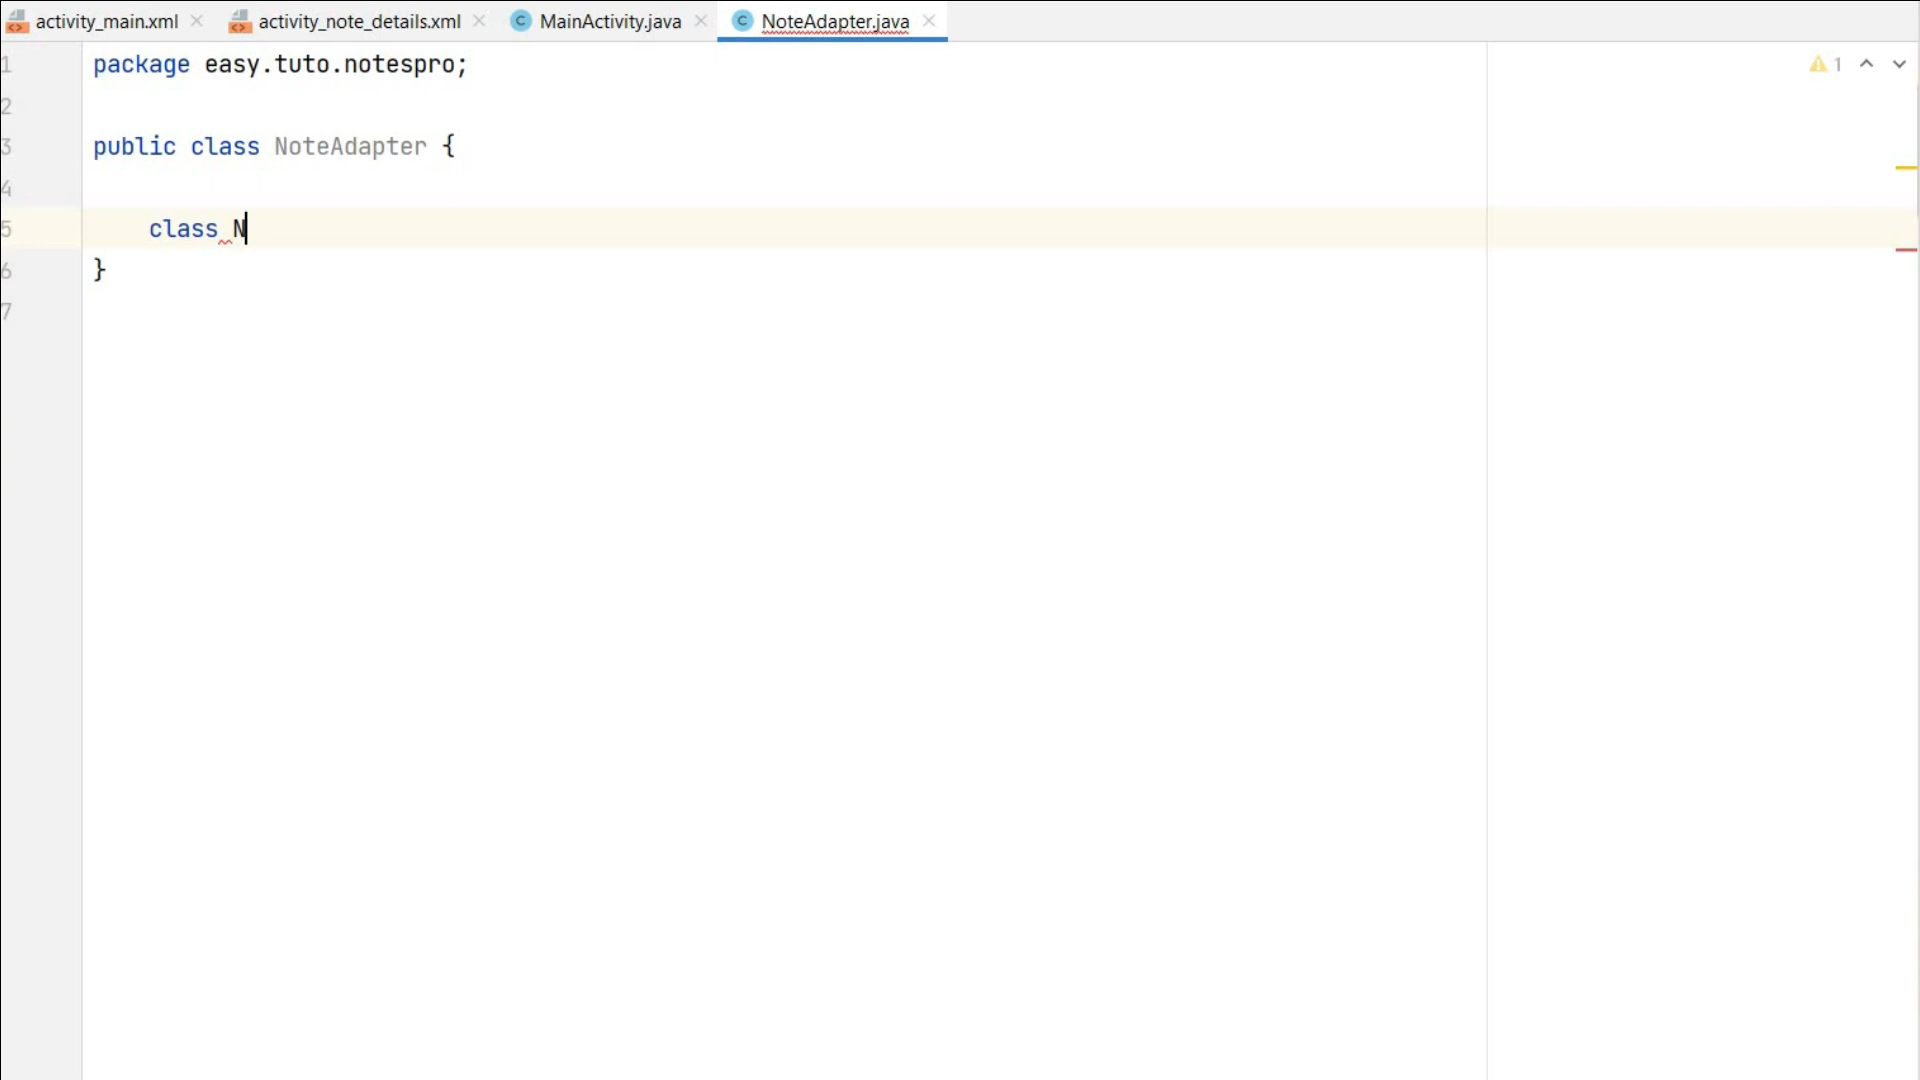 activity_main.xml activity_note_details.xml MainActivity.java NoteAdapter.java
1 package easy.tuto.notespro; 1
2
3 public class NoteAdapter {
4
5 class N
6 }
7